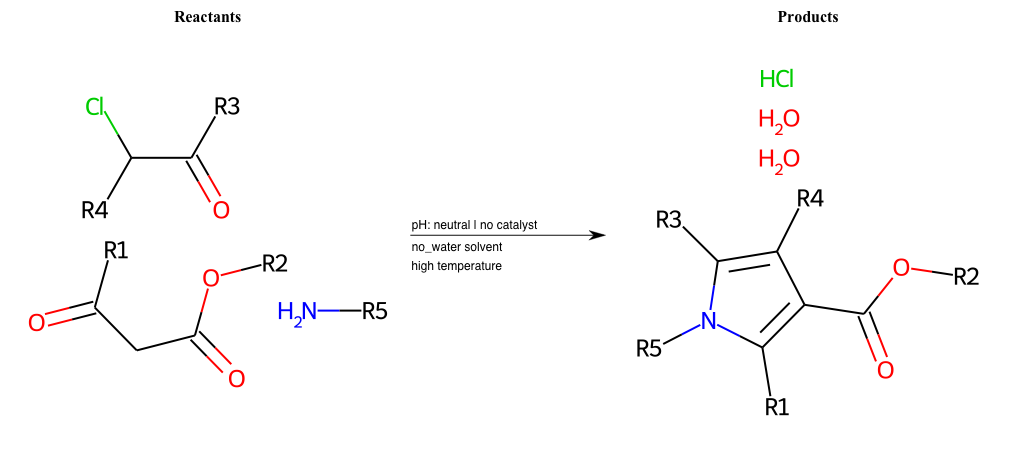 Reactants
Products
HCl
H2O
H2O
Cl
R3
R4
O
R1
O
R2
O
O
H2N
R5
pH: neutral | no catalyst
no_water solvent
high temperature
R4
R3
O
R2
N
R5
O
R1